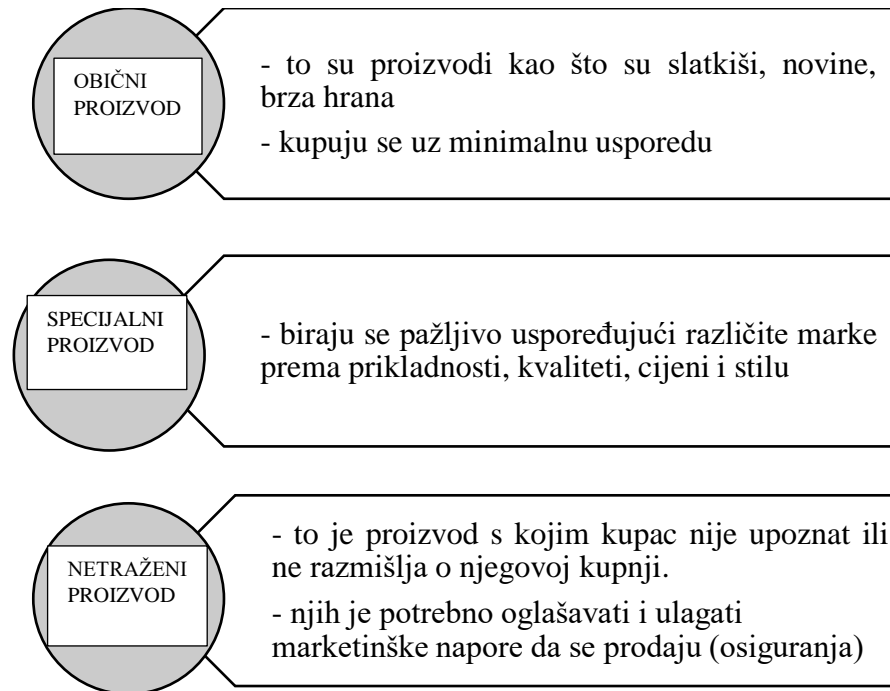 OBIČNI
PROIZVOD
- to su proizvodi kao što su slatkiši, novine,
brza hrana
- kupuju se uz minimalnu usporedu
SPECIJALNI
PROIZVOD
- biraju se pažljivo uspoređujući različite marke
prema prikladnosti, kvaliteti, cijeni i stilu
NETRAŽENI
PROIZVOD
- to je proizvod s kojim kupac nije upoznat ili
ne razmišlja o njegovoj kupnji.
- njih je potrebno oglašavati i ulagati
marketinške napore da se prodaju (osiguranja)